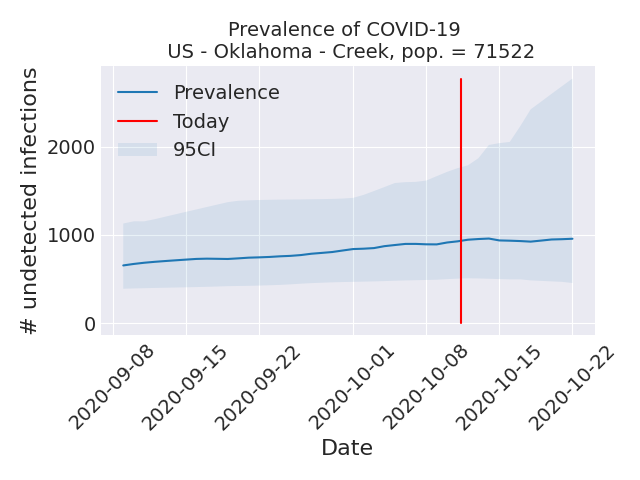 Prevalence of COVID-19
US - Oklahoma - Creek, pop. = 71522
Prevalence
Today
95CI
2000
1000
0
# undetected infections
2020-09-08
2020-09-15
2020-09-22
2020-10-01
2020-10-08
2020-10-15
2020-10-22
Date